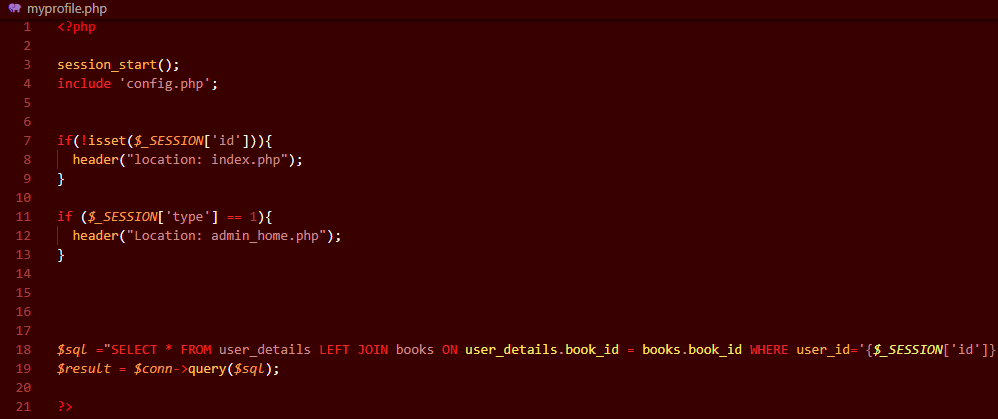 myprofile.php
1 <?php
2
3 session_start();
4 include 'config.php';
5
6
7 if(!isset($_SESSION['id'])){
8 header("location: index.php");
9 }
10
11 if ($_SESSION['type'] == 1){
12 header("Location: admin_home.php");
13 }
14
15
16
17
18 $sql ="SELECT * FROM user_details LEFT JOIN books ON user_details.book_id = books.book_id WHERE user_id='{$_SESSION['id']}
19 $result = $conn->query($sql);
20
21 ?>